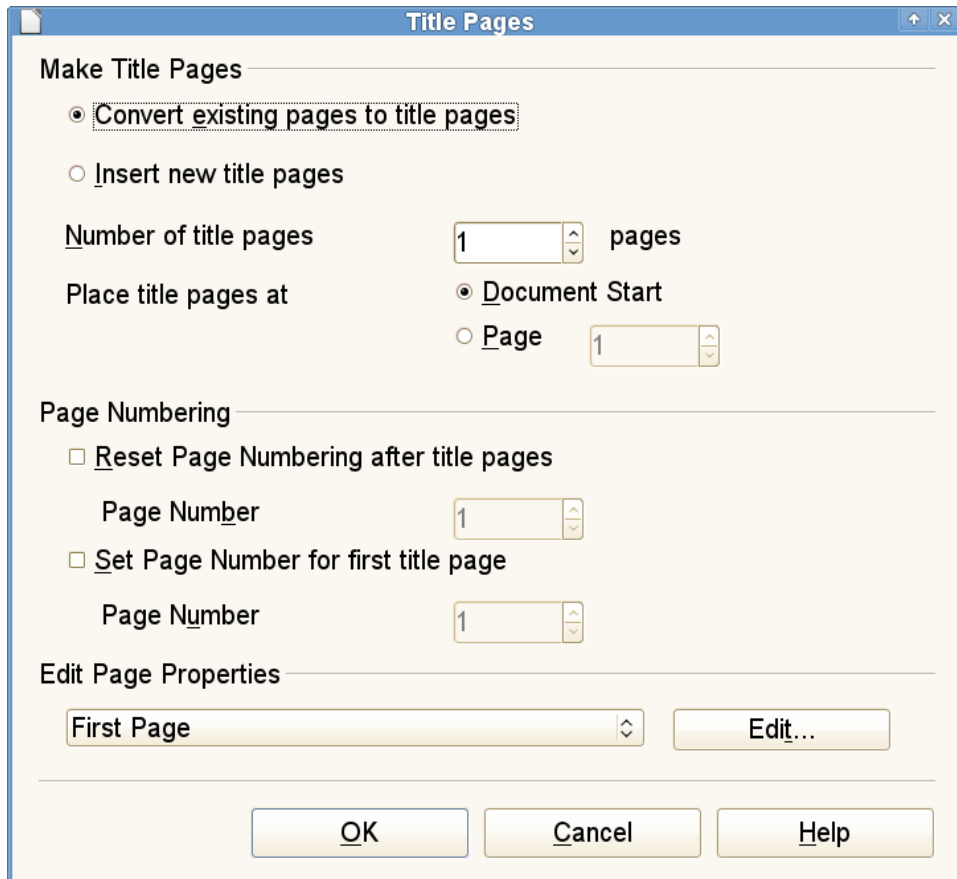 Title Pages
Make Title Pages
Convert existing pages to title pages
Insert new title pages
Number of title pages 1 pages
Place title pages at Document Start
Page 1
Page Numbering
Reset Page Numbering after title pages
Page Number 1
Set Page Number for first title page
Page Number 1
Edit Page Properties
First Page Edit...
OK Cancel Help